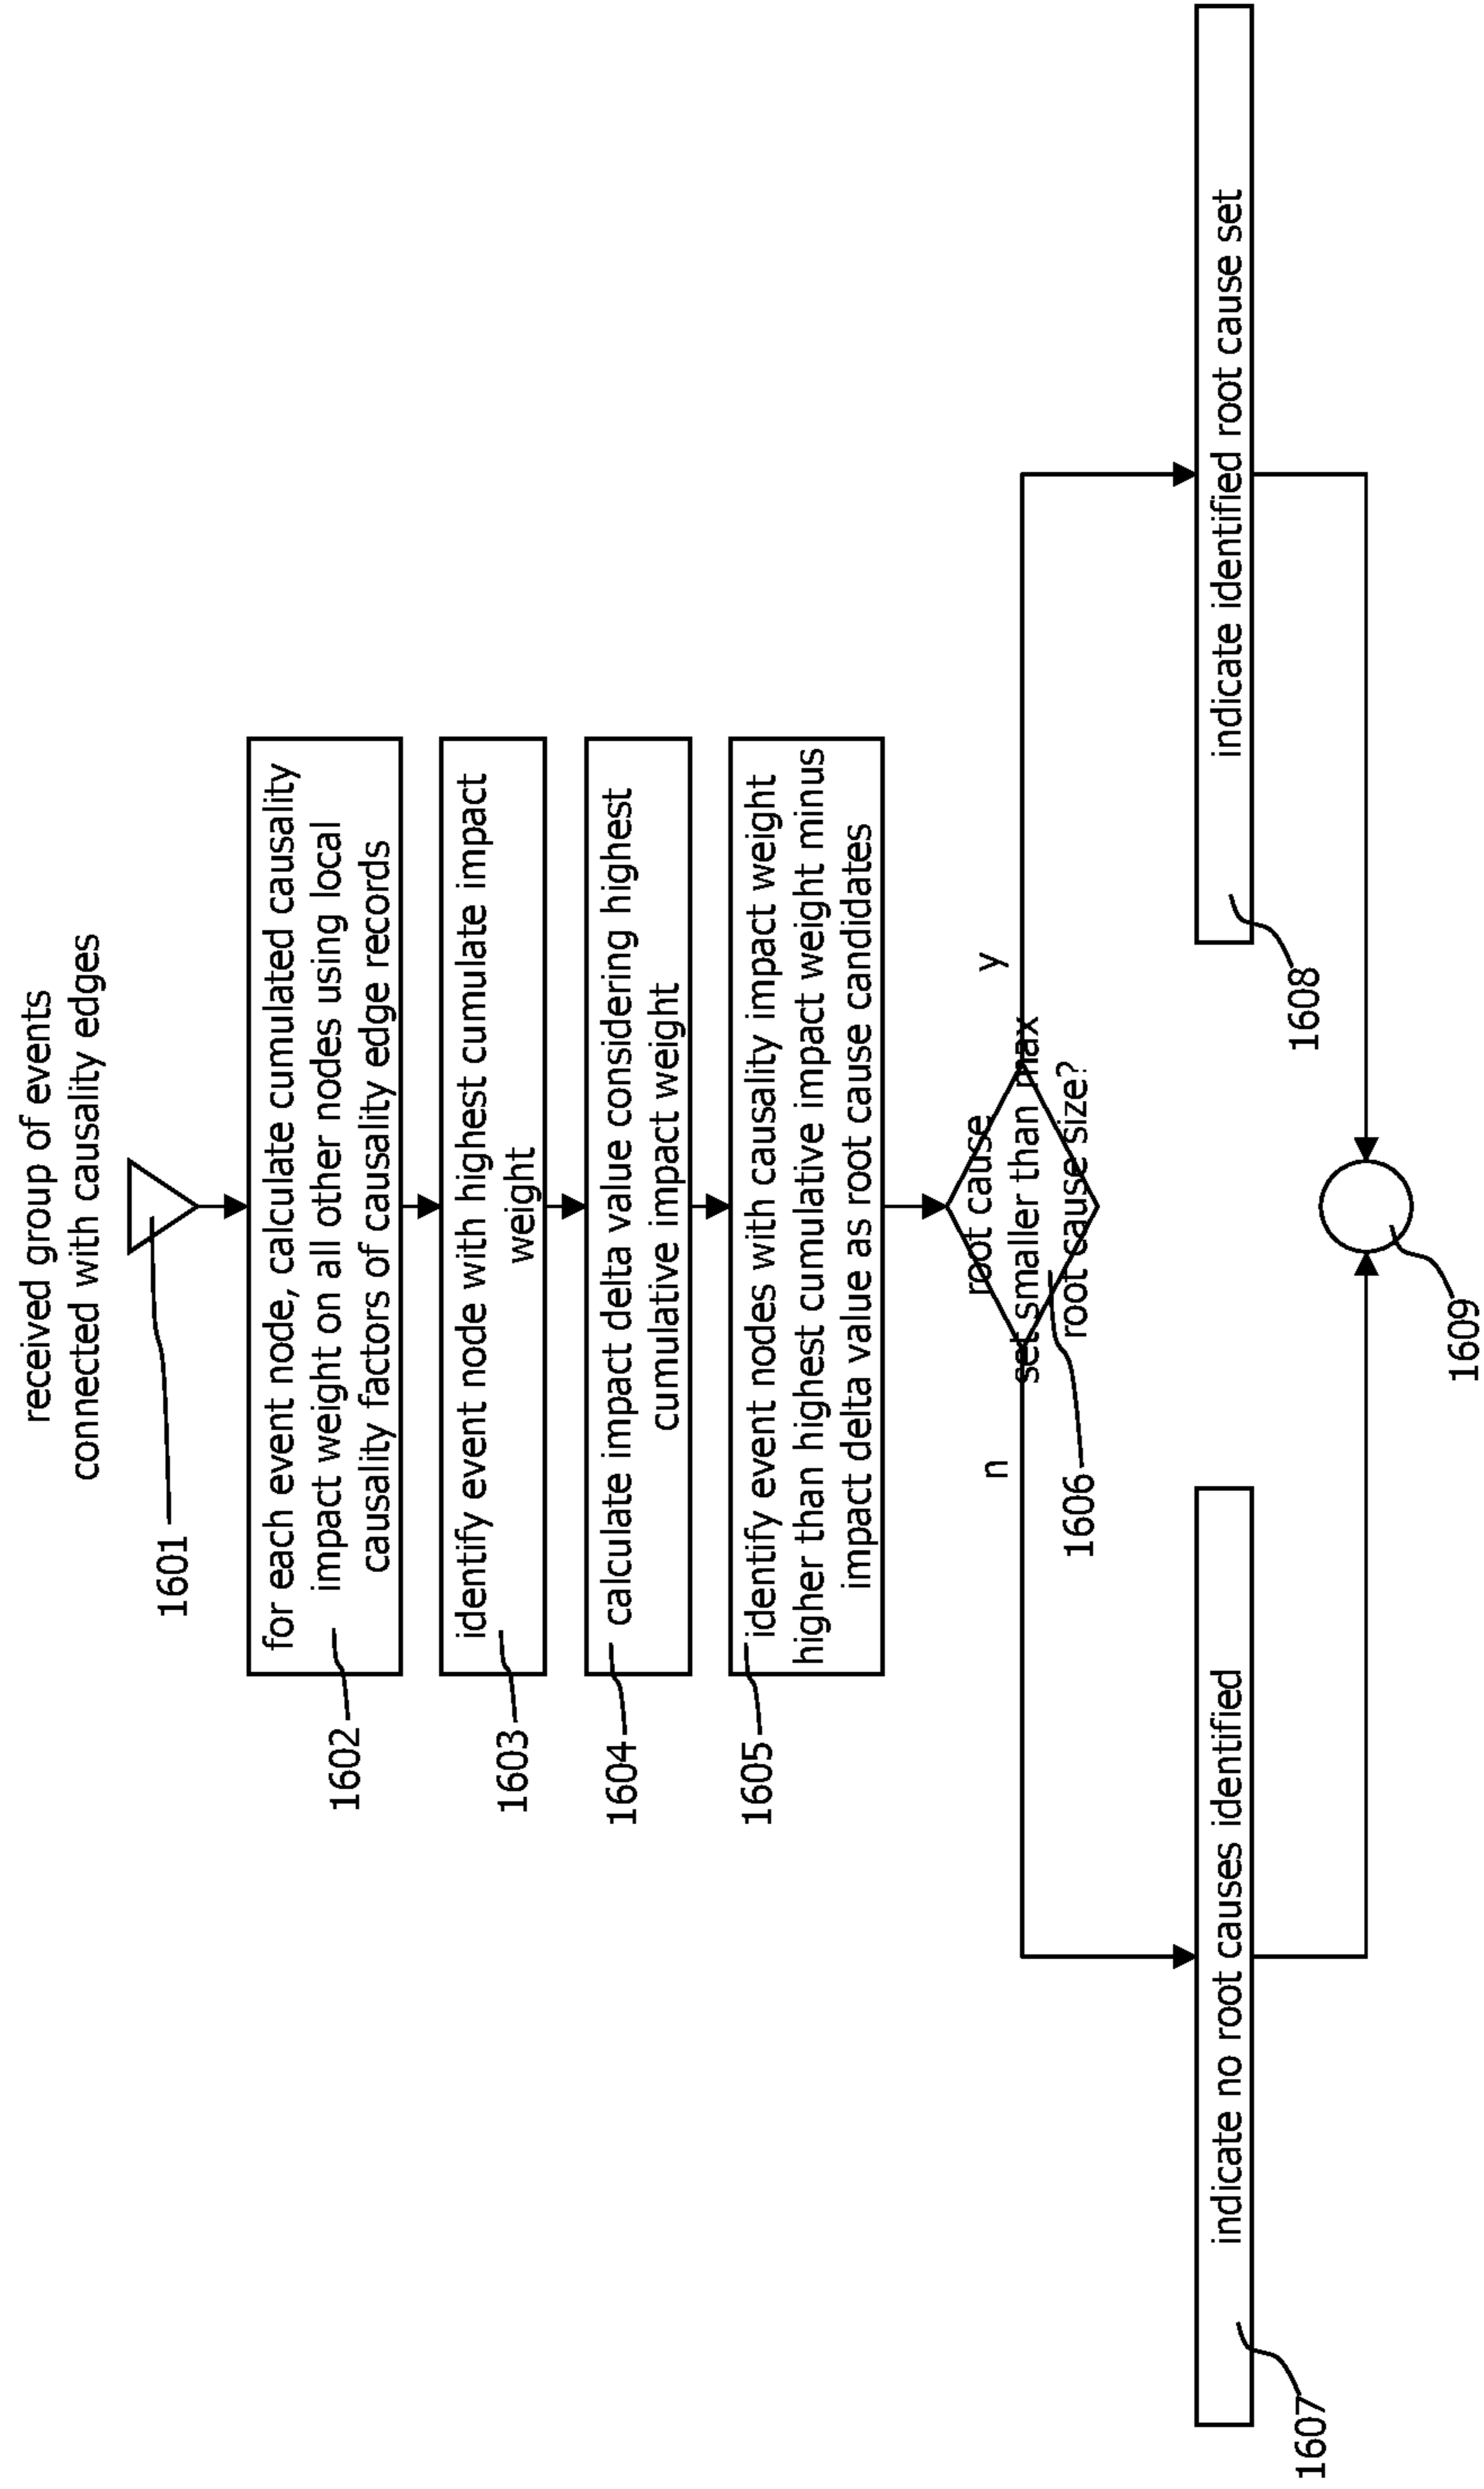 received group of events
connected with causality edges
1601
for each event node, calculate cumulated causality
impact weight on all other nodes using local
causality factors of causality edge records
1602
identify event node with highest cumulate impact
weight
1603
calculate impact delta value considering highest
cumulative impact weight
1604
identify event nodes with causality impact weight
higher than highest cumulative impact weight minus
impact delta value as root cause candidates
1605
root cause
set smaller than max
root cause size?
n
y
1606
indicate no root causes identified
1607
indicate identified root cause set
1608
1609